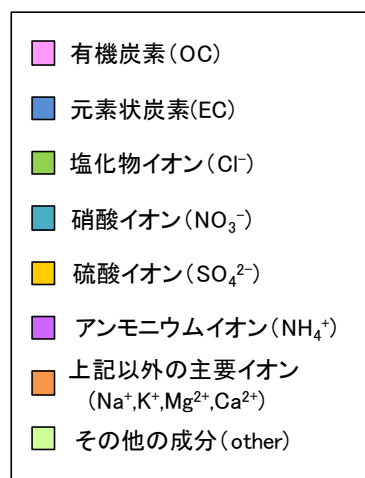 有機炭素(OC)
元素状炭素(EC)
塩化物イオン(Cl⁻)
硝酸イオン(NO₃⁻)
硫酸イオン(SO₄²⁻)
アンモニウムイオン(NH₄⁺)
上記以外の主要イオン
(Na⁺,K⁺,Mg²⁺,Ca²⁺)
その他の成分(other)